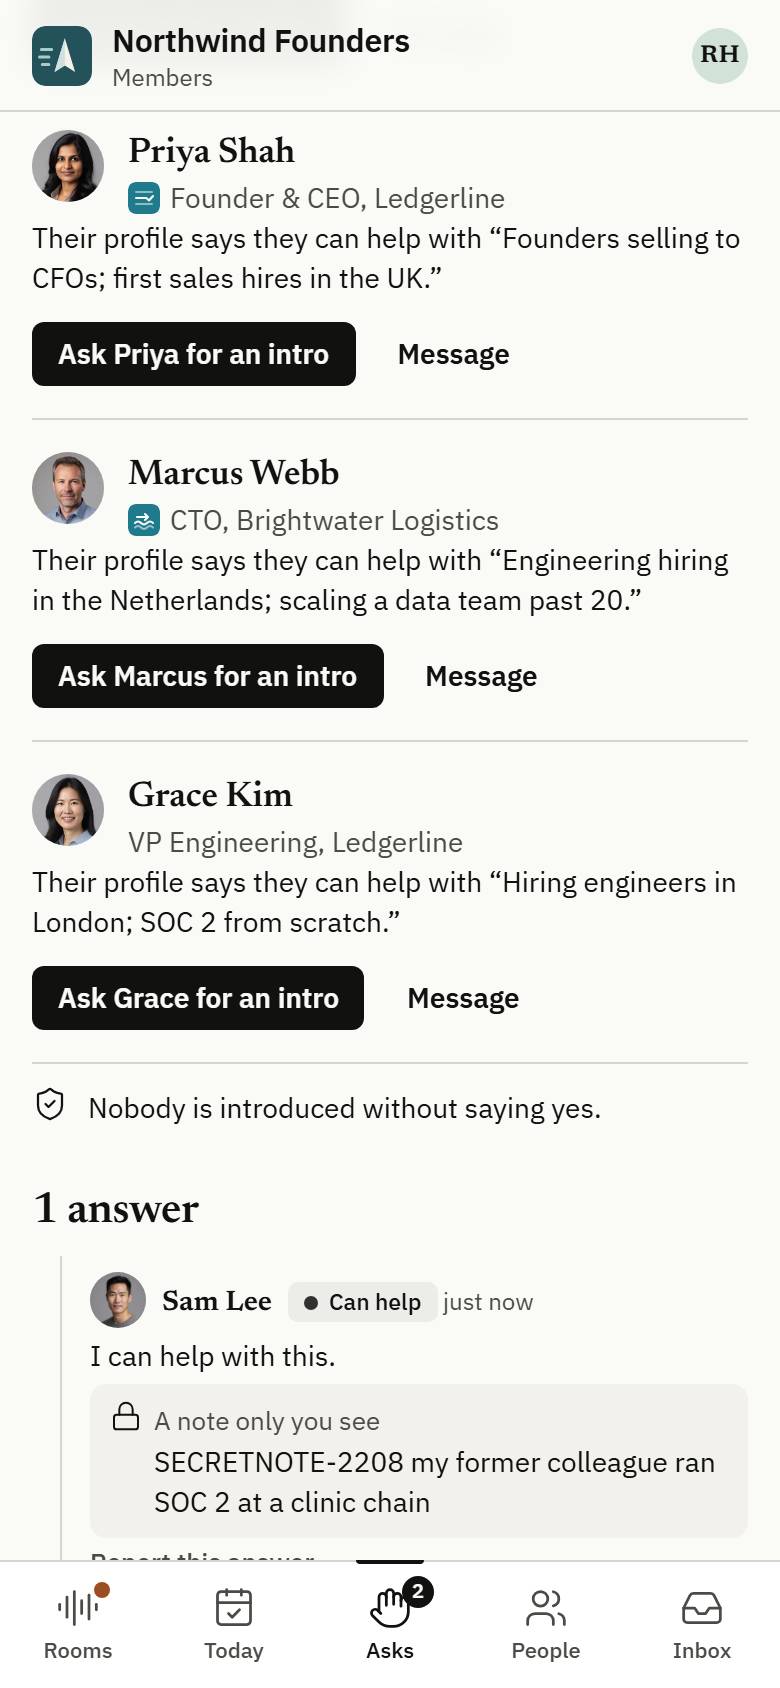 Northwind Founders
Members
RH
Priya Shah
Founder & CEO, Ledgerline
Their profile says they can help with “Founders selling to
CFOs; first sales hires in the UK.”
Ask Priya for an intro
Message
Marcus Webb
CTO, Brightwater Logistics
Their profile says they can help with “Engineering hiring
in the Netherlands; scaling a data team past 20.”
Ask Marcus for an intro
Message
Grace Kim
VP Engineering, Ledgerline
Their profile says they can help with “Hiring engineers in
London; SOC 2 from scratch.”
Ask Grace for an intro
Message
Nobody is introduced without saying yes.
1 answer
Sam Lee
Can help
just now
I can help with this.
A note only you see
SECRETNOTE-2208 my former colleague ran
SOC 2 at a clinic chain
Report this answer
2
Rooms
Today
Asks
People
Inbox